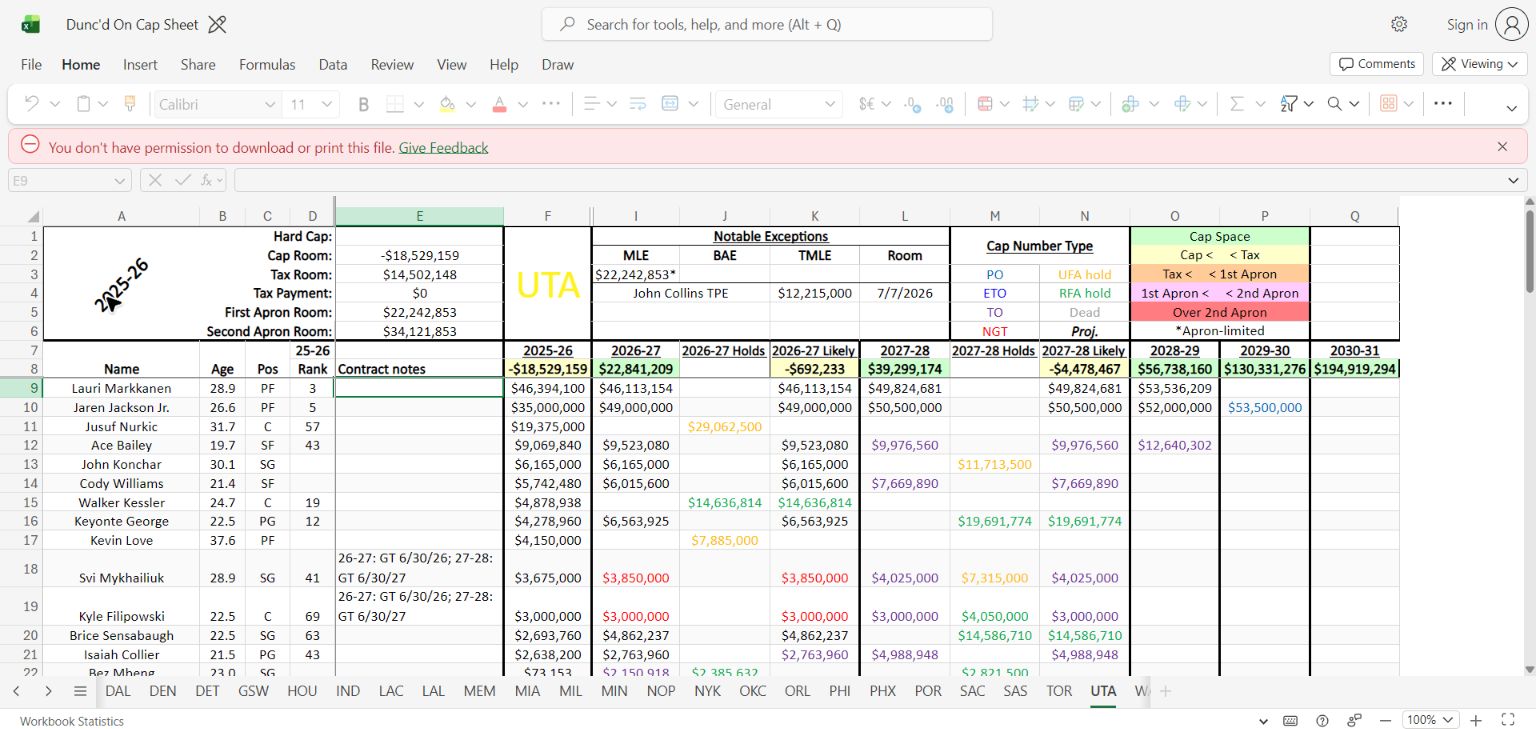 Dunc'd On Cap Sheet
Search for tools, help, and more (Alt + Q)
Sign in
File Home Insert Share Formulas Data Review View Help Draw
Comments Viewing
Calibri 11 B A General $€ .0 .00
You don't have permission to download or print this file. Give Feedback
E9 fx
A B C D E F I J K L M N O P Q
1 Hard Cap: Notable Exceptions Cap Space
2 Cap Room: -$18,529,159 MLE BAE TMLE Room Cap Number Type Cap < < Tax
3 2025-26 Tax Room: $14,502,148 UTA $22,242,853* PO UFA hold Tax < < 1st Apron
4 Tax Payment: $0 John Collins TPE $12,215,000 7/7/2026 ETO RFA hold 1st Apron < < 2nd Apron
5 First Apron Room: $22,242,853 TO Dead Over 2nd Apron
6 Second Apron Room: $34,121,853 NGT Proj. *Apron-limited
7 25-26 2025-26 2026-27 2026-27 Holds 2026-27 Likely 2027-28 2027-28 Holds 2027-28 Likely 2028-29 2029-30 2030-31
8 Name Age Pos Rank Contract notes -$18,529,159 $22,841,209 -$692,233 $39,299,174 -$4,478,467 $56,738,160 $130,331,276 $194,919,294
9 Lauri Markkanen 28.9 PF 3 $46,394,100 $46,113,154 $46,113,154 $49,824,681 $49,824,681 $53,536,209
10 Jaren Jackson Jr. 26.6 PF 5 $35,000,000 $49,000,000 $49,000,000 $50,500,000 $50,500,000 $52,000,000 $53,500,000
11 Jusuf Nurkic 31.7 C 57 $19,375,000 $29,062,500
12 Ace Bailey 19.7 SF 43 $9,069,840 $9,523,080 $9,523,080 $9,976,560 $9,976,560 $12,640,302
13 John Konchar 30.1 SG $6,165,000 $6,165,000 $6,165,000 $11,713,500
14 Cody Williams 21.4 SF $5,742,480 $6,015,600 $6,015,600 $7,669,890 $7,669,890
15 Walker Kessler 24.7 C 19 $4,878,938 $14,636,814 $14,636,814
16 Keyonte George 22.5 PG 12 $4,278,960 $6,563,925 $6,563,925 $19,691,774 $19,691,774
17 Kevin Love 37.6 PF $4,150,000 $7,885,000
26-27: GT 6/30/26; 27-28:
18 Svi Mykhailiuk 28.9 SG 41 GT 6/30/27 $3,675,000 $3,850,000 $3,850,000 $4,025,000 $7,315,000 $4,025,000
26-27: GT 6/30/26; 27-28:
19 Kyle Filipowski 22.5 C 69 GT 6/30/27 $3,000,000 $3,000,000 $3,000,000 $3,000,000 $4,050,000 $3,000,000
20 Brice Sensabaugh 22.5 SG 63 $2,693,760 $4,862,237 $4,862,237 $14,586,710 $14,586,710
21 Isaiah Collier 21.5 PG 43 $2,638,200 $2,763,960 $2,763,960 $4,988,948 $4,988,948
22 Bez Mbeng 23.0 SG $73,153 $2,150,918 $2,385,632 $2,821,500
DAL DEN DET GSW HOU IND LAC LAL MEM MIA MIL MIN NOP NYK OKC ORL PHI PHX POR SAC SAS TOR UTA
Workbook Statistics 100%